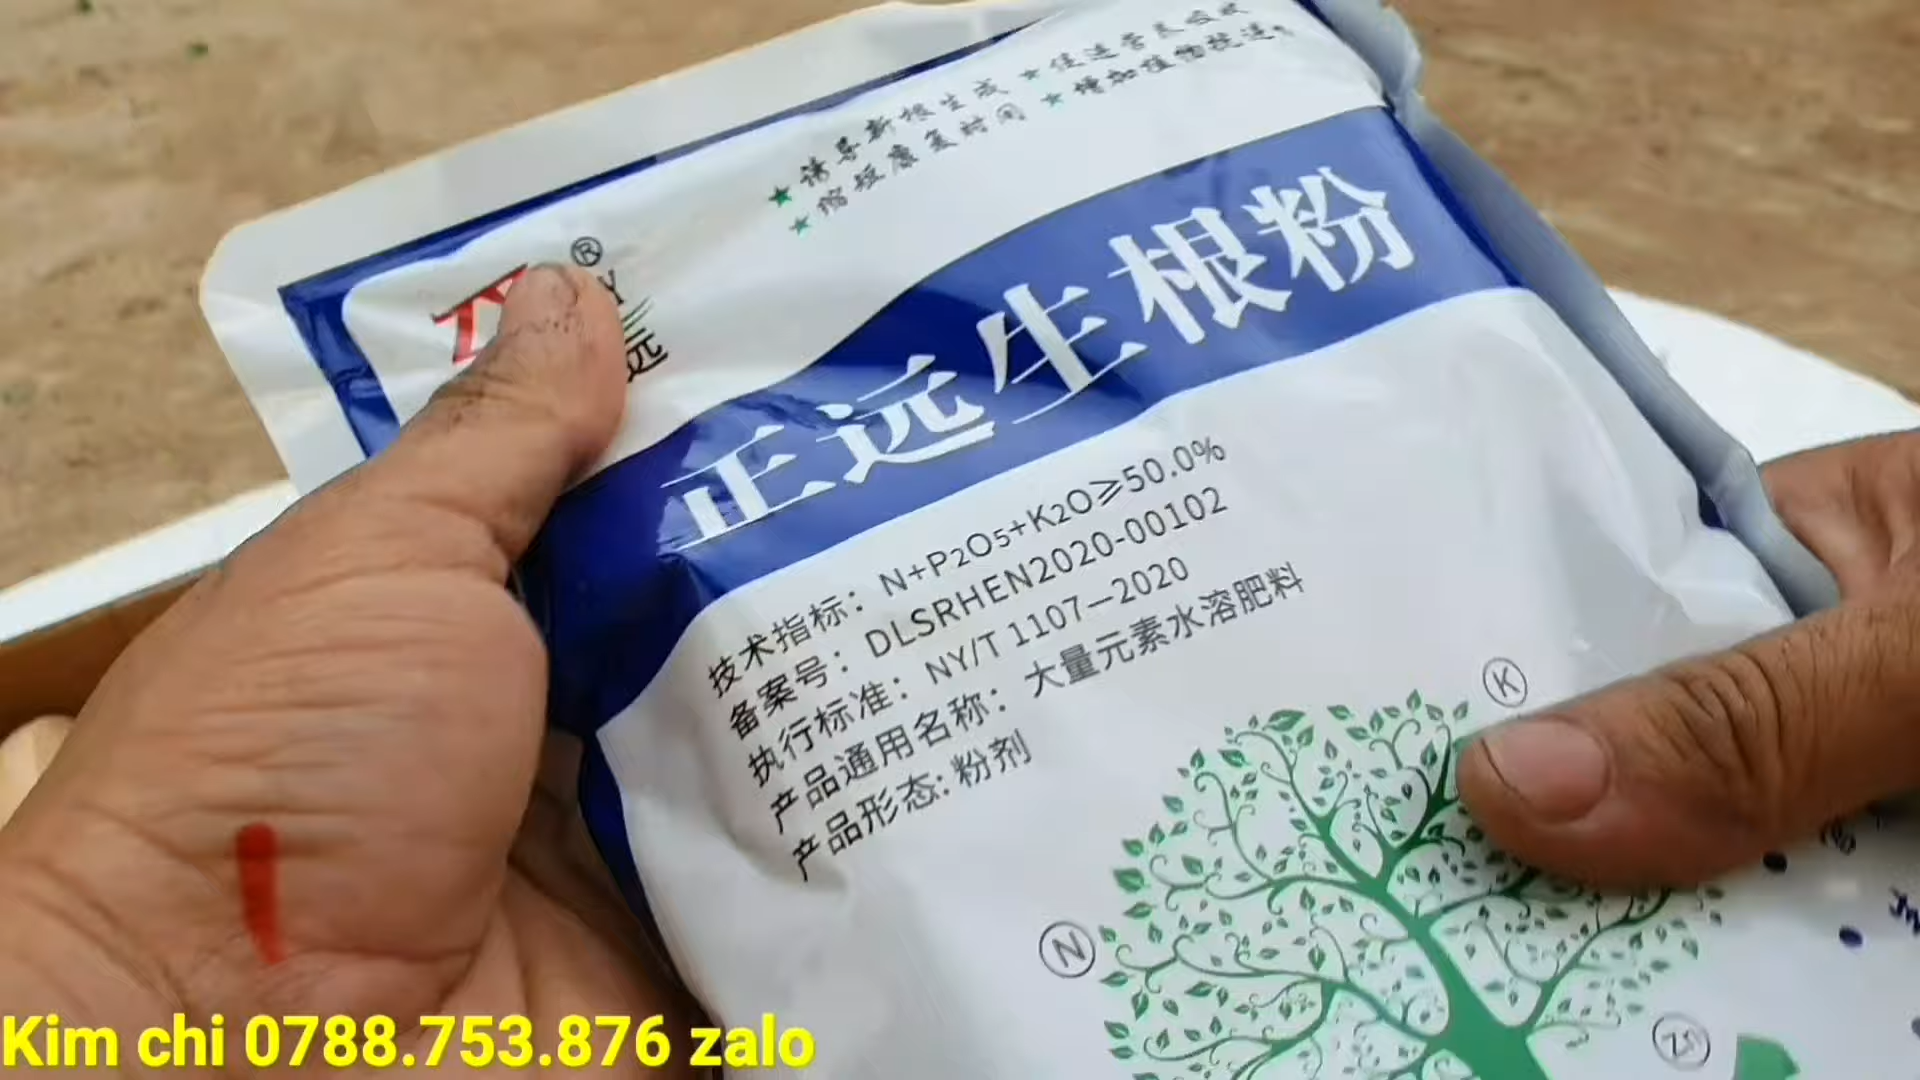 ★诱导新根生成 ★促进营养吸收
★缩短康复时间 ★增加植物抗逆
®
远
正远生根粉
技术指标：N+P2O5+K2O≥50.0%
备案号：DLSRHEN2020-00102
执行标准：NY/T 1107—2020
产品通用名称：大量元素水溶肥料
产品形态:粉剂
K
N
Zn
Kim chi 0788.753.876 zalo